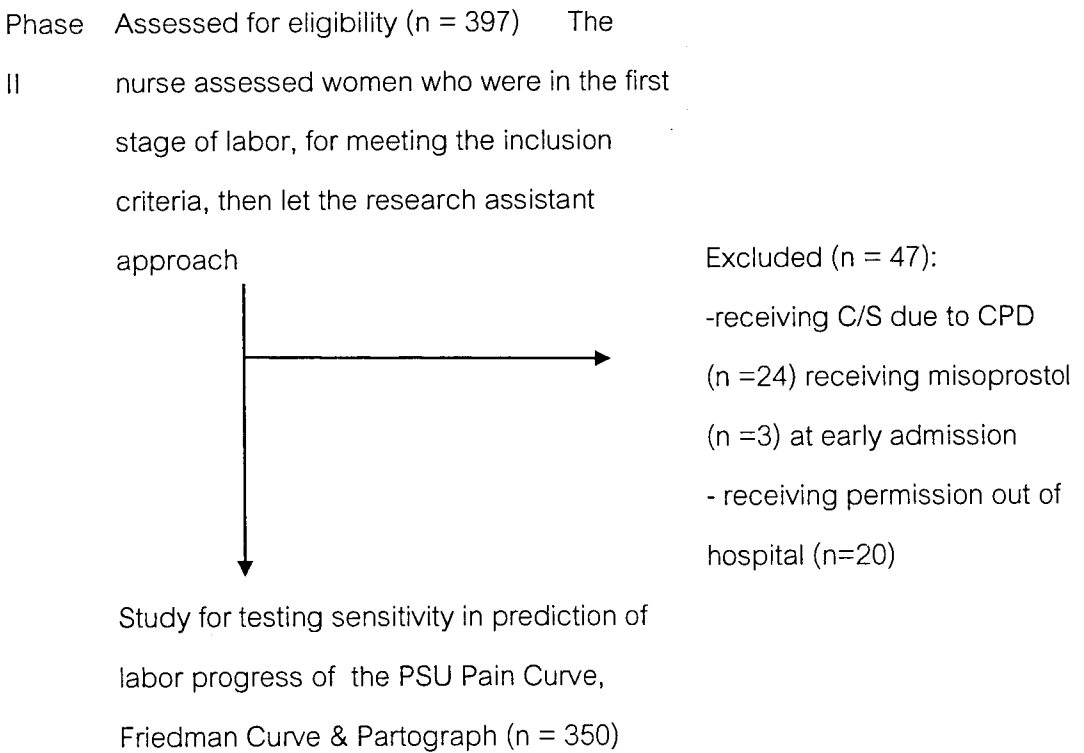 Phase Assessed for eligibility (n = 397) The
II nurse assessed women who were in the first
stage of labor, for meeting the inclusion
criteria, then let the research assistant
approach
Excluded (n = 47):
-receiving C/S due to CPD
(n =24) receiving misoprostol
(n =3) at early admission
- receiving permission out of
hospital (n=20)
Study for testing sensitivity in prediction of
labor progress of the PSU Pain Curve,
Friedman Curve & Partograph (n = 350)